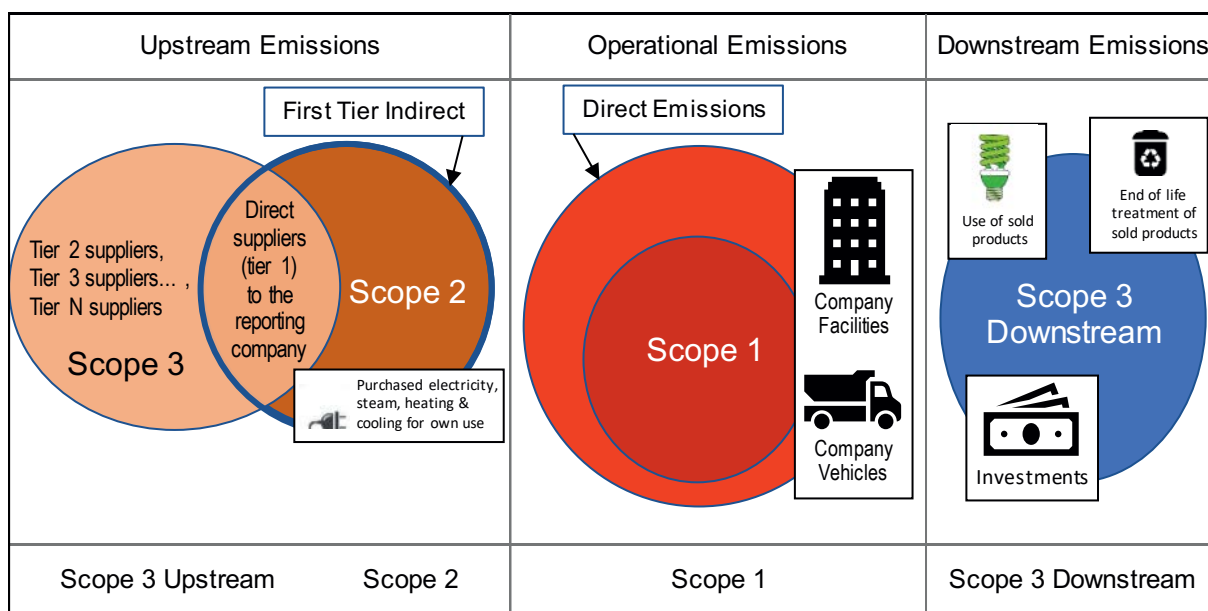 Upstream Emissions
Operational Emissions
Downstream Emissions
First Tier Indirect
Tier 2 suppliers,
Tier 3 suppliers... ,
Tier N suppliers
Scope 3
Direct
suppliers
(tier 1)
to the
reporting
company
Scope 2
Purchased electricity,
steam, heating &
cooling for own use
Direct Emissions
Scope 1
Company
Facilities
Company
Vehicles
Use of sold
products
End of life
treatment of
sold products
Scope 3
Downstream
Investments
Scope 3 Upstream
Scope 2
Scope 1
Scope 3 Downstream